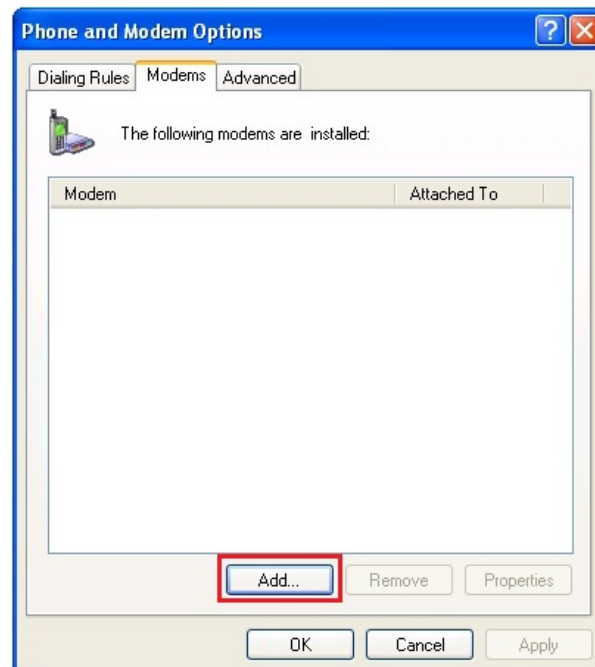 Phone and Modem Options
Dialing Rules Modems Advanced
The following modems are installed:
Modem Attached To
Add... Remove Properties
OK Cancel Apply